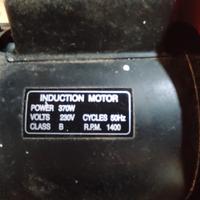 INDUCTION MOTOR
POWER 370W
VOLTS 230V CYCLES 50Hz
CLASS B R.P.M. 1400